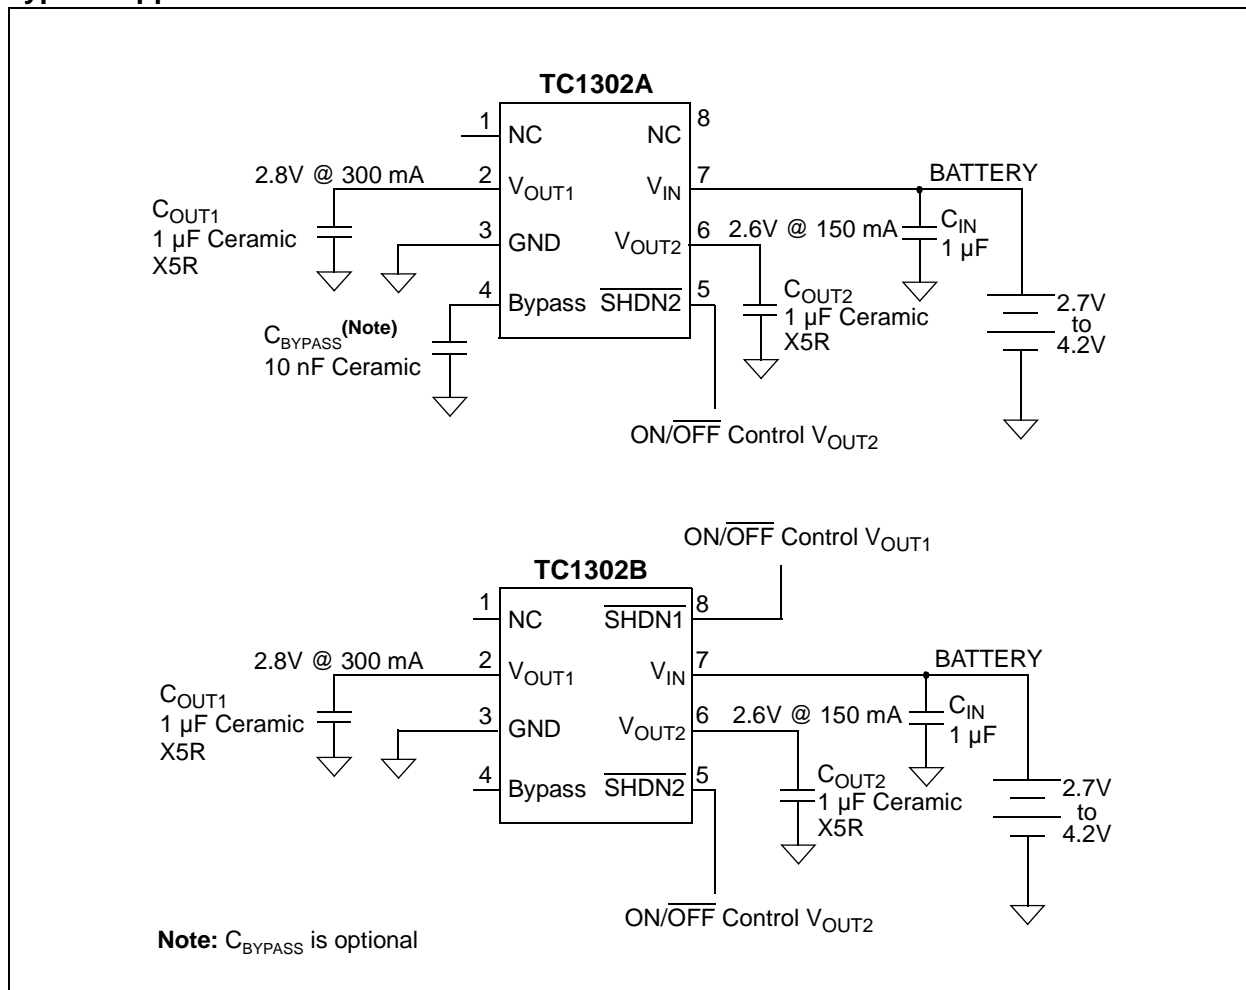 TC1302A
1
NC
NC
8
2.8V @ 300 mA
2
VOUT1
VIN
7
BATTERY
COUT1
1 µF Ceramic
X5R
3
GND
VOUT2
6
2.6V @ 150 mA
CIN
1 µF
4
Bypass
SHDN2
5
COUT2
1 µF Ceramic
X5R
2.7V
to
4.2V
CBYPASS(Note)
10 nF Ceramic
ON/OFF Control VOUT2
ON/OFF Control VOUT1
TC1302B
1
NC
SHDN1
8
2.8V @ 300 mA
2
VOUT1
VIN
7
BATTERY
COUT1
1 µF Ceramic
X5R
3
GND
VOUT2
6
2.6V @ 150 mA
CIN
1 µF
4
Bypass
SHDN2
5
COUT2
1 µF Ceramic
X5R
2.7V
to
4.2V
ON/OFF Control VOUT2
Note: CBYPASS is optional